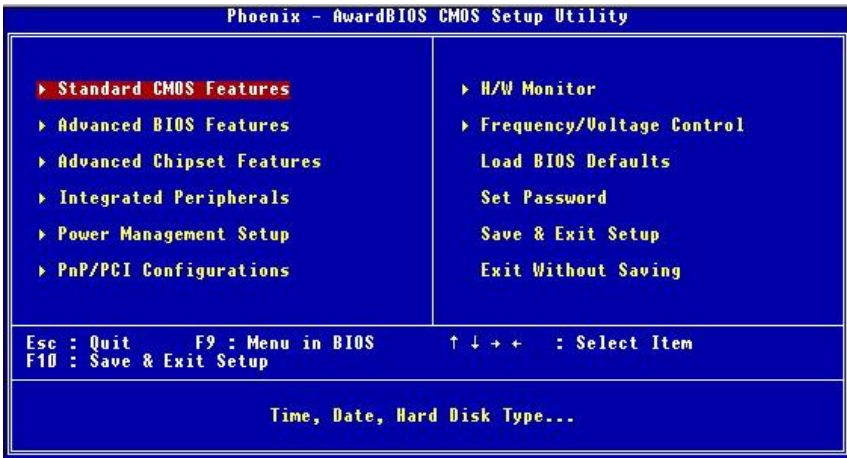 Phoenix - AwardBIOS CMOS Setup Utility
▸ Standard CMOS Features
▸ Advanced BIOS Features
▸ Advanced Chipset Features
▸ Integrated Peripherals
▸ Power Management Setup
▸ PnP/PCI Configurations
▸ H/W Monitor
▸ Frequency/Voltage Control
Load BIOS Defaults
Set Password
Save & Exit Setup
Exit Without Saving
Esc : Quit F9 : Menu in BIOS ↑ ↓ → ← : Select Item
F10 : Save & Exit Setup
Time, Date, Hard Disk Type...